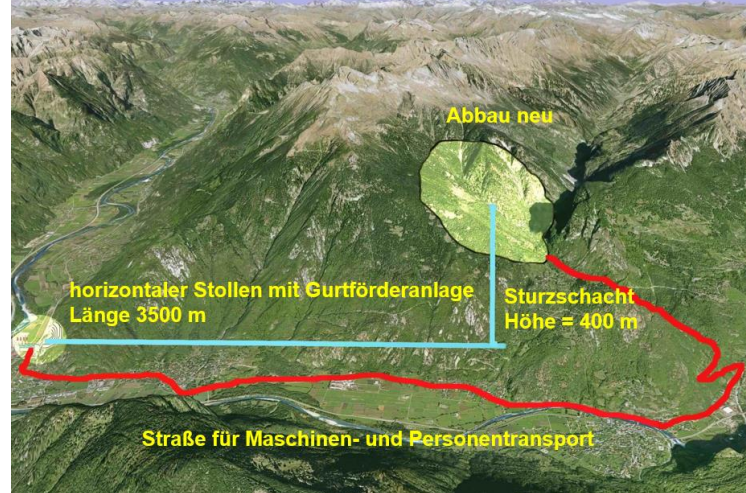 Abbau neu
horizontaler Stollen mit Gurtförderanlage
Länge 3500 m
Sturzschacht
Höhe = 400 m
Straße für Maschinen- und Personentransport